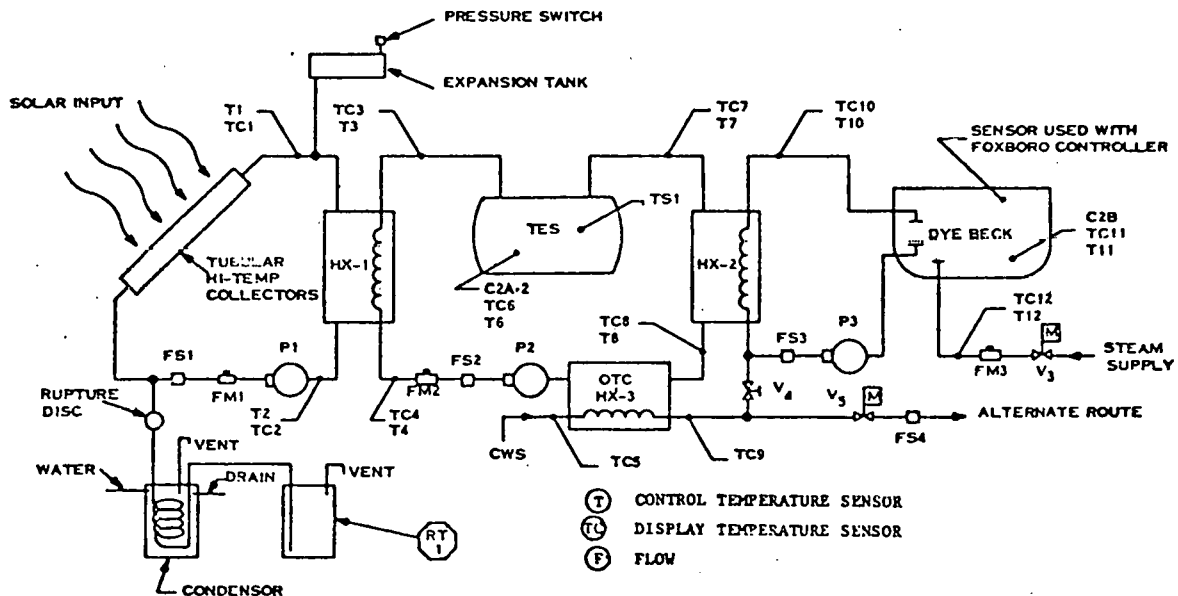 PRESSURE SWITCH
EXPANSION TANK
SOLAR INPUT
T1
TC1
TC3
T3
TC7
T7
TC10
T10
SENSOR USED WITH
FOXBORO CONTROLLER
TS1
TES
DYE BECK
C2B
TC11
T11
HX-1
HX-2
TUBULAR
HI-TEMP
COLLECTORS
C2A-2
TC6
T6
TC8
T8
TC12
T12
FS1
FM1
P1
T2
TC2
TC4
T4
FM2
FS2
P2
OTC
HX-3
FS3
P3
FM3
M
V3
STEAM
SUPPLY
RUPTURE
DISC
V4
V5
M
FS4
ALTERNATE ROUTE
CWS
TC5
TC9
VENT
WATER
DRAIN
VENT
RT
1
CONDENSOR
T CONTROL TEMPERATURE SENSOR
TC DISPLAY TEMPERATURE SENSOR
F FLOW